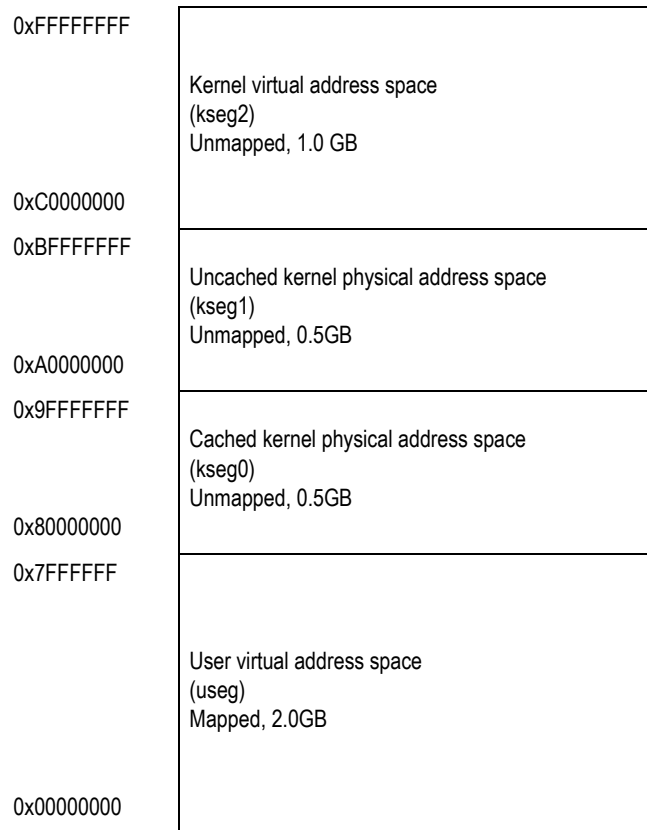 0xFFFFFFFF
Kernel virtual address space
(kseg2)
Unmapped, 1.0 GB
0xC0000000
0xBFFFFFFF
Uncached kernel physical address space
(kseg1)
Unmapped, 0.5GB
0xA0000000
0x9FFFFFFF
Cached kernel physical address space
(kseg0)
Unmapped, 0.5GB
0x80000000
0x7FFFFFF
User virtual address space
(useg)
Mapped, 2.0GB
0x00000000